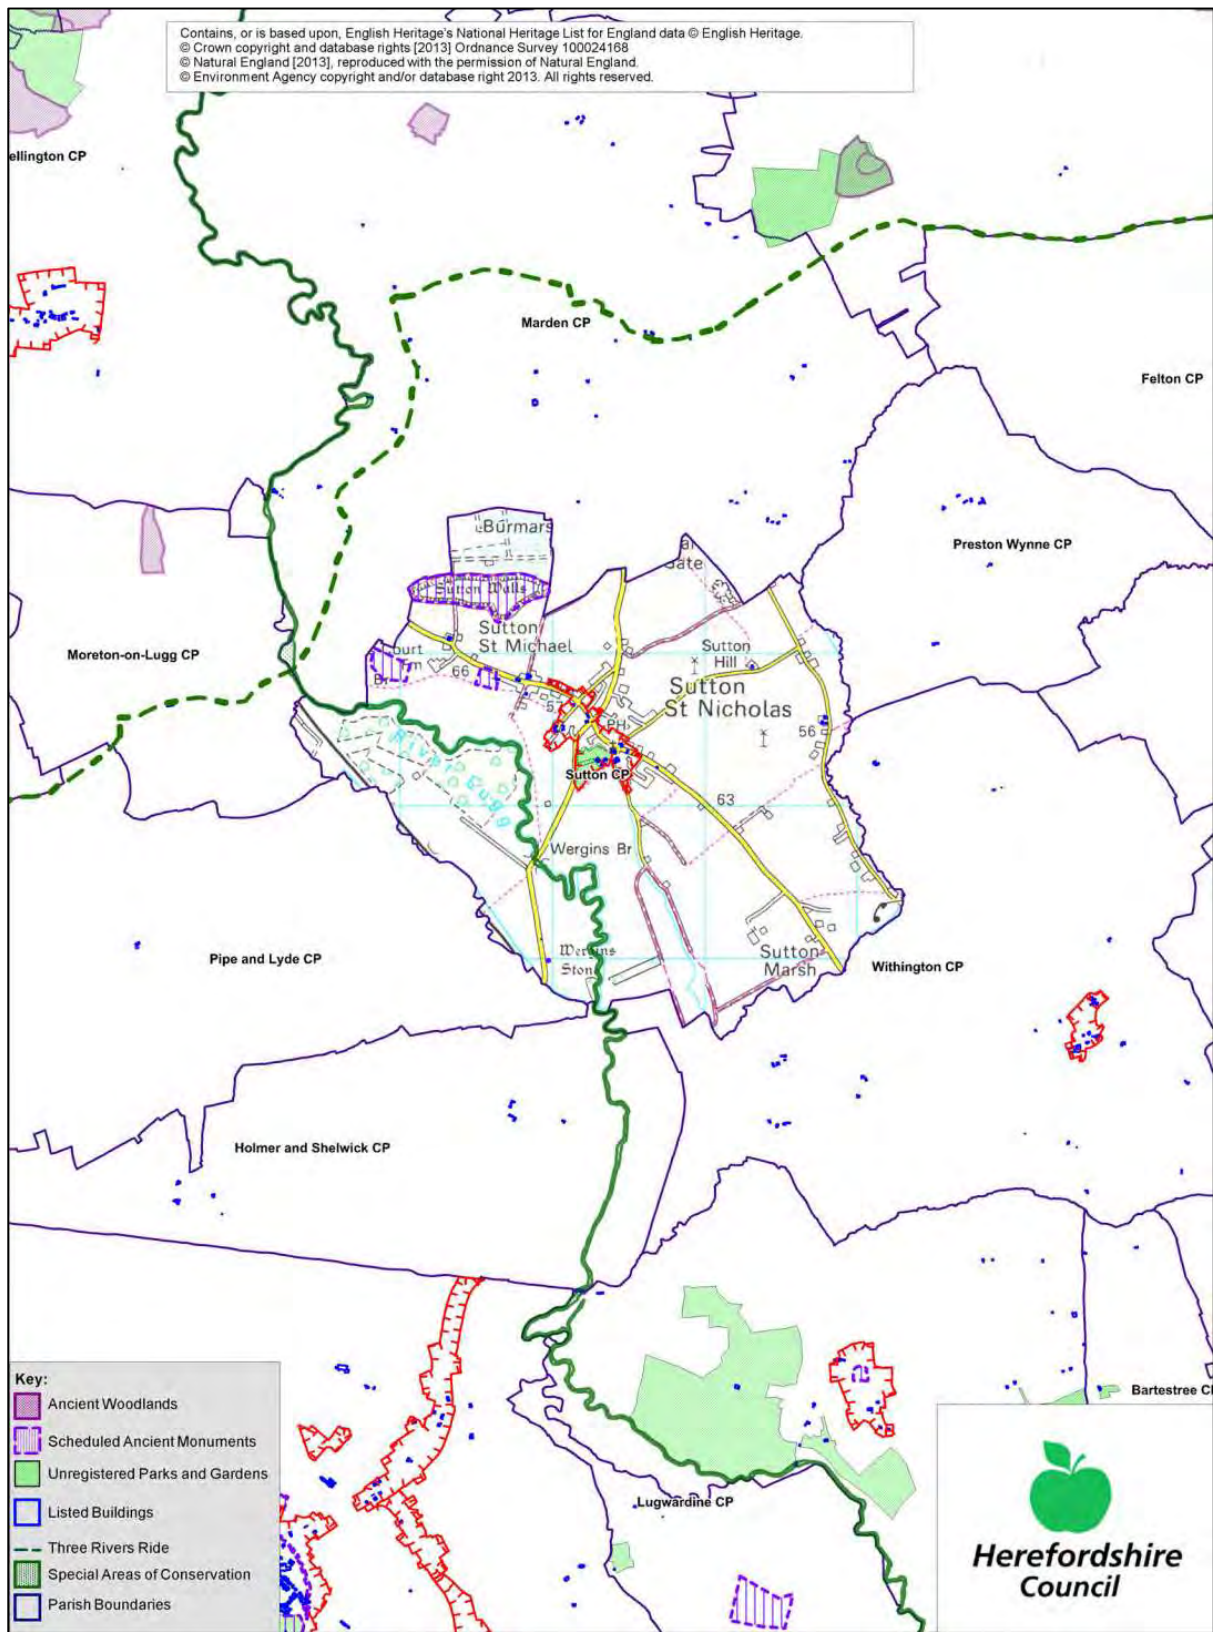 Contains, or is based upon, English Heritage's National Heritage List for England data © English Heritage.
© Crown copyright and database rights [2013] Ordnance Survey 100024168
© Natural England [2013], reproduced with the permission of Natural England.
© Environment Agency copyright and/or database right 2013. All rights reserved.
ellington CP
Marden CP
Felton CP
Burmars
Preston Wynne CP
Sutton Walls
Sutton
St Michael
Moreton-on-Lugg CP
Sutton
Hill
66
Sutton
St Nicholas
57
PH
56
River Lugg
Sutton CP
63
Wergins Br
Wergins
Ston
Sutton
Marsh
Pipe and Lyde CP
Withington CP
Holmer and Shelwick CP
Bartestree C
Lugwardine CP
Key:
Ancient Woodlands
Scheduled Ancient Monuments
Unregistered Parks and Gardens
Listed Buildings
Three Rivers Ride
Special Areas of Conservation
Parish Boundaries
Herefordshire
Council